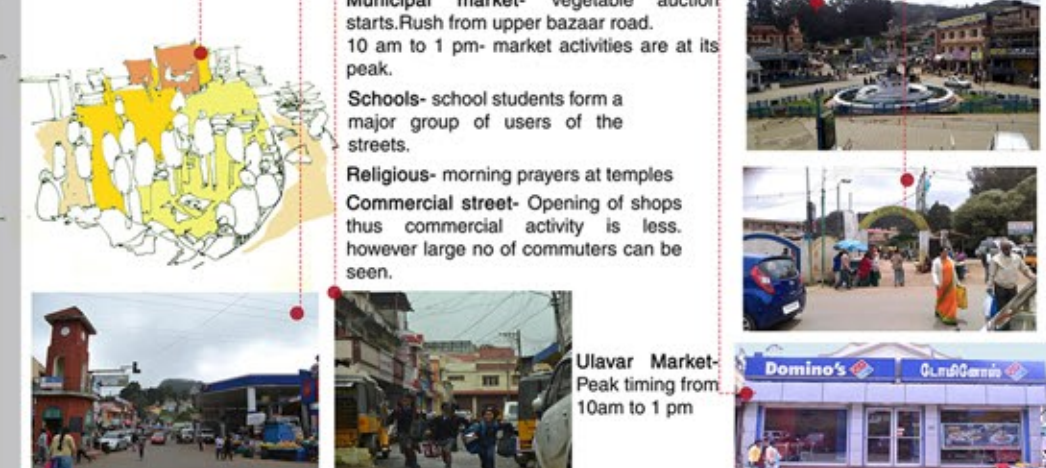 Municipal market- vegetable auction
starts.Rush from upper bazaar road.
10 am to 1 pm- market activities are at its
peak.
Schools- school students form a
major group of users of the
streets.
Religious- morning prayers at temples
Commercial street- Opening of shops
thus commercial activity is less.
however large no of commuters can be
seen.
Ulavar Market-
Peak timing from
10am to 1 pm
Domino's
டோமினோஸ்